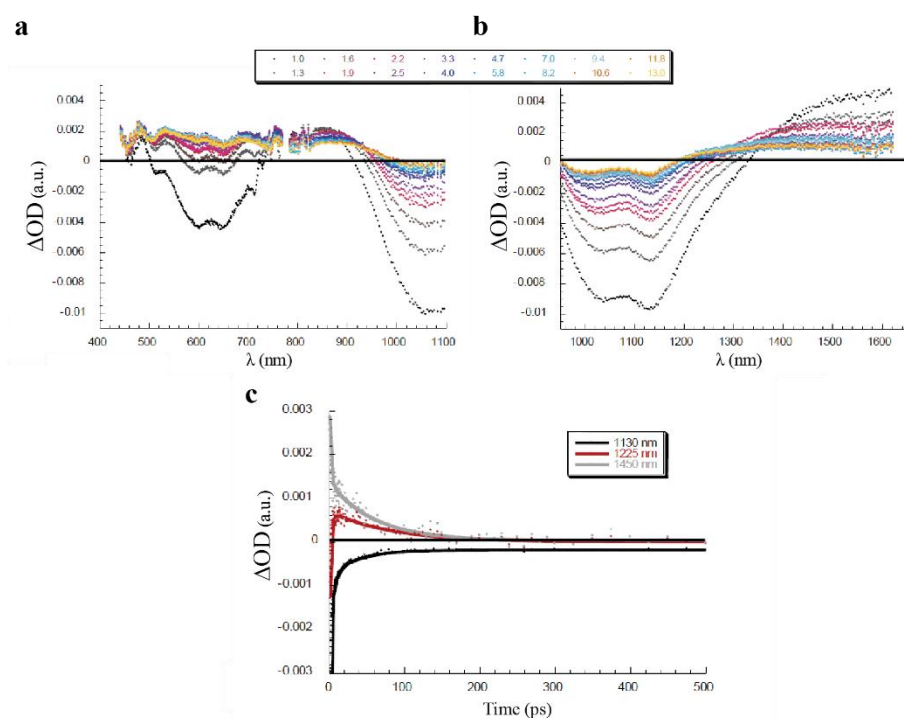 a
b
· 1.0 · 1.6 · 2.2 · 3.3 · 4.7 · 7.0 · 9.4 · 11.8
· 1.3 · 1.9 · 2.5 · 4.0 · 5.8 · 8.2 · 10.6 · 13.0
0.004
0.002
0
-0.002
-0.004
-0.006
-0.008
-0.01
ΔOD (a.u.)
400 500 600 700 800 900 1000 1100
λ (nm)
0.004
0.002
0
-0.002
-0.004
-0.006
-0.008
-0.01
ΔOD (a.u.)
1000 1100 1200 1300 1400 1500 1600
λ (nm)
c
0.003
0.002
0.001
0
-0.001
-0.002
-0.003
ΔOD (a.u.)
1130 nm
1225 nm
1450 nm
0 100 200 300 400 500
Time (ps)